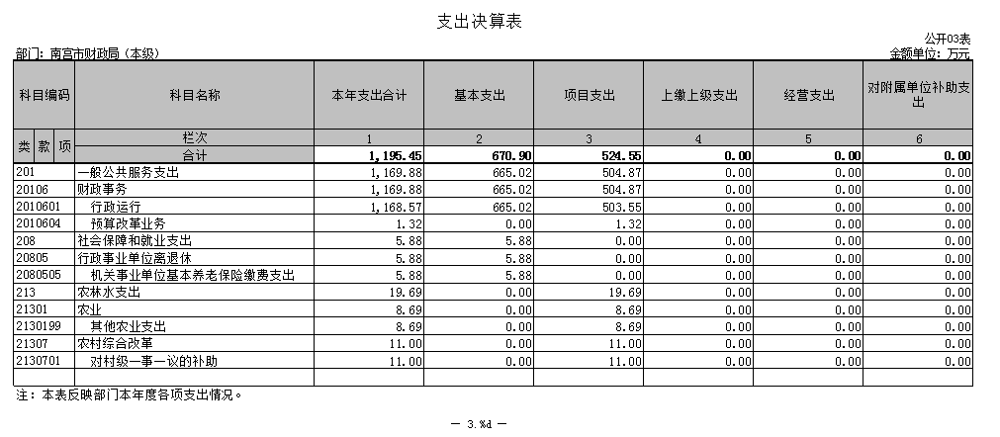 支出决算表
公开03表
部门：南宫市财政局（本级） 金额单位：万元
科目编码 科目名称 本年支出合计 基本支出 项目支出 上缴上级支出 经营支出 对附属单位补助支出
类 款 项 栏次 1 2 3 4 5 6
合计 1,195.45 670.90 524.55 0.00 0.00 0.00
201 一般公共服务支出 1,169.88 665.02 504.87 0.00 0.00 0.00
20106 财政事务 1,169.88 665.02 504.87 0.00 0.00 0.00
2010601 行政运行 1,168.57 665.02 503.55 0.00 0.00 0.00
2010604 预算改革业务 1.32 0.00 1.32 0.00 0.00 0.00
208 社会保障和就业支出 5.88 5.88 0.00 0.00 0.00 0.00
20805 行政事业单位离退休 5.88 5.88 0.00 0.00 0.00 0.00
2080505 机关事业单位基本养老保险缴费支出 5.88 5.88 0.00 0.00 0.00 0.00
213 农林水支出 19.69 0.00 19.69 0.00 0.00 0.00
21301 农业 8.69 0.00 8.69 0.00 0.00 0.00
2130199 其他农业支出 8.69 0.00 8.69 0.00 0.00 0.00
21307 农村综合改革 11.00 0.00 11.00 0.00 0.00 0.00
2130701 对村级一事一议的补助 11.00 0.00 11.00 0.00 0.00 0.00
注：本表反映部门本年度各项支出情况。
— 3.%d —